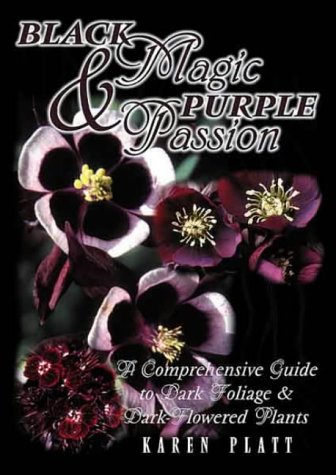 BLACK
& Magic
PURPLE
Passion
A Comprehensive Guide
to Dark Foliage &
Dark-Flowered Plants
KAREN PLATT